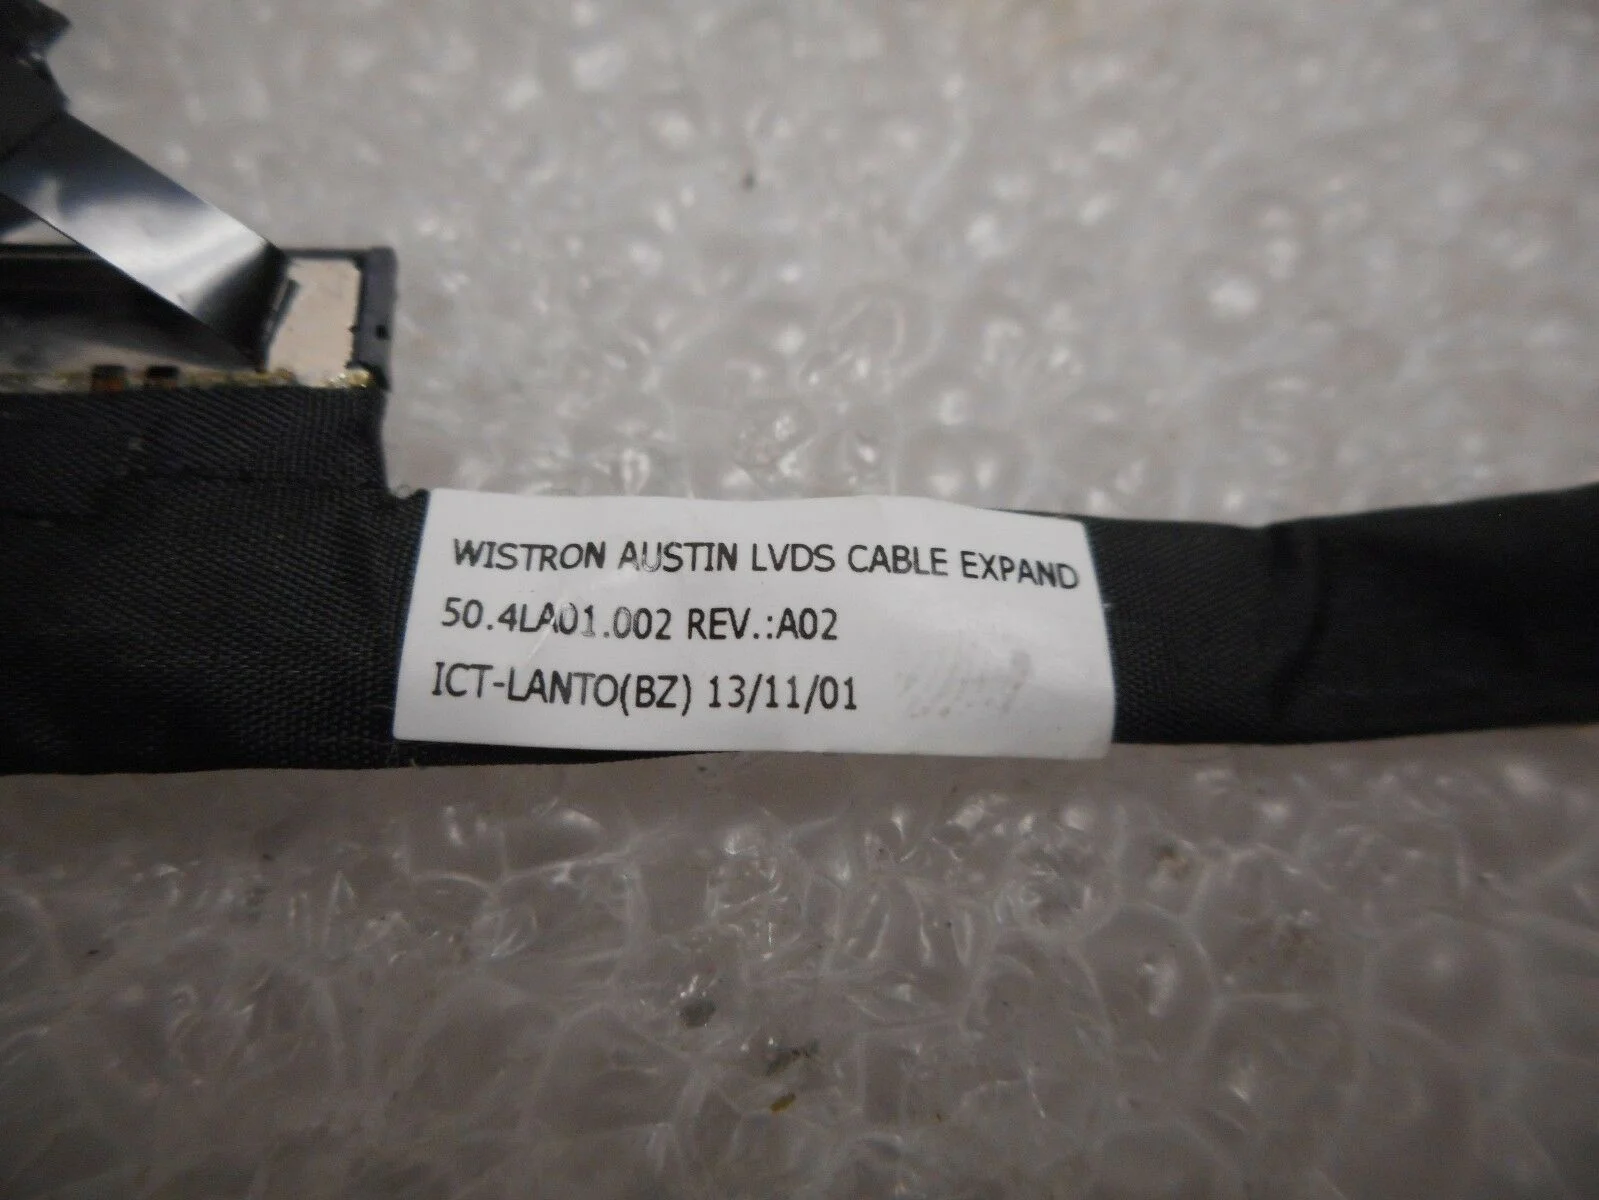 WISTRON AUSTIN LVDS CABLE EXPAND
50.4LA01.002 REV.:A02
ICT-LANTO(BZ) 13/11/01